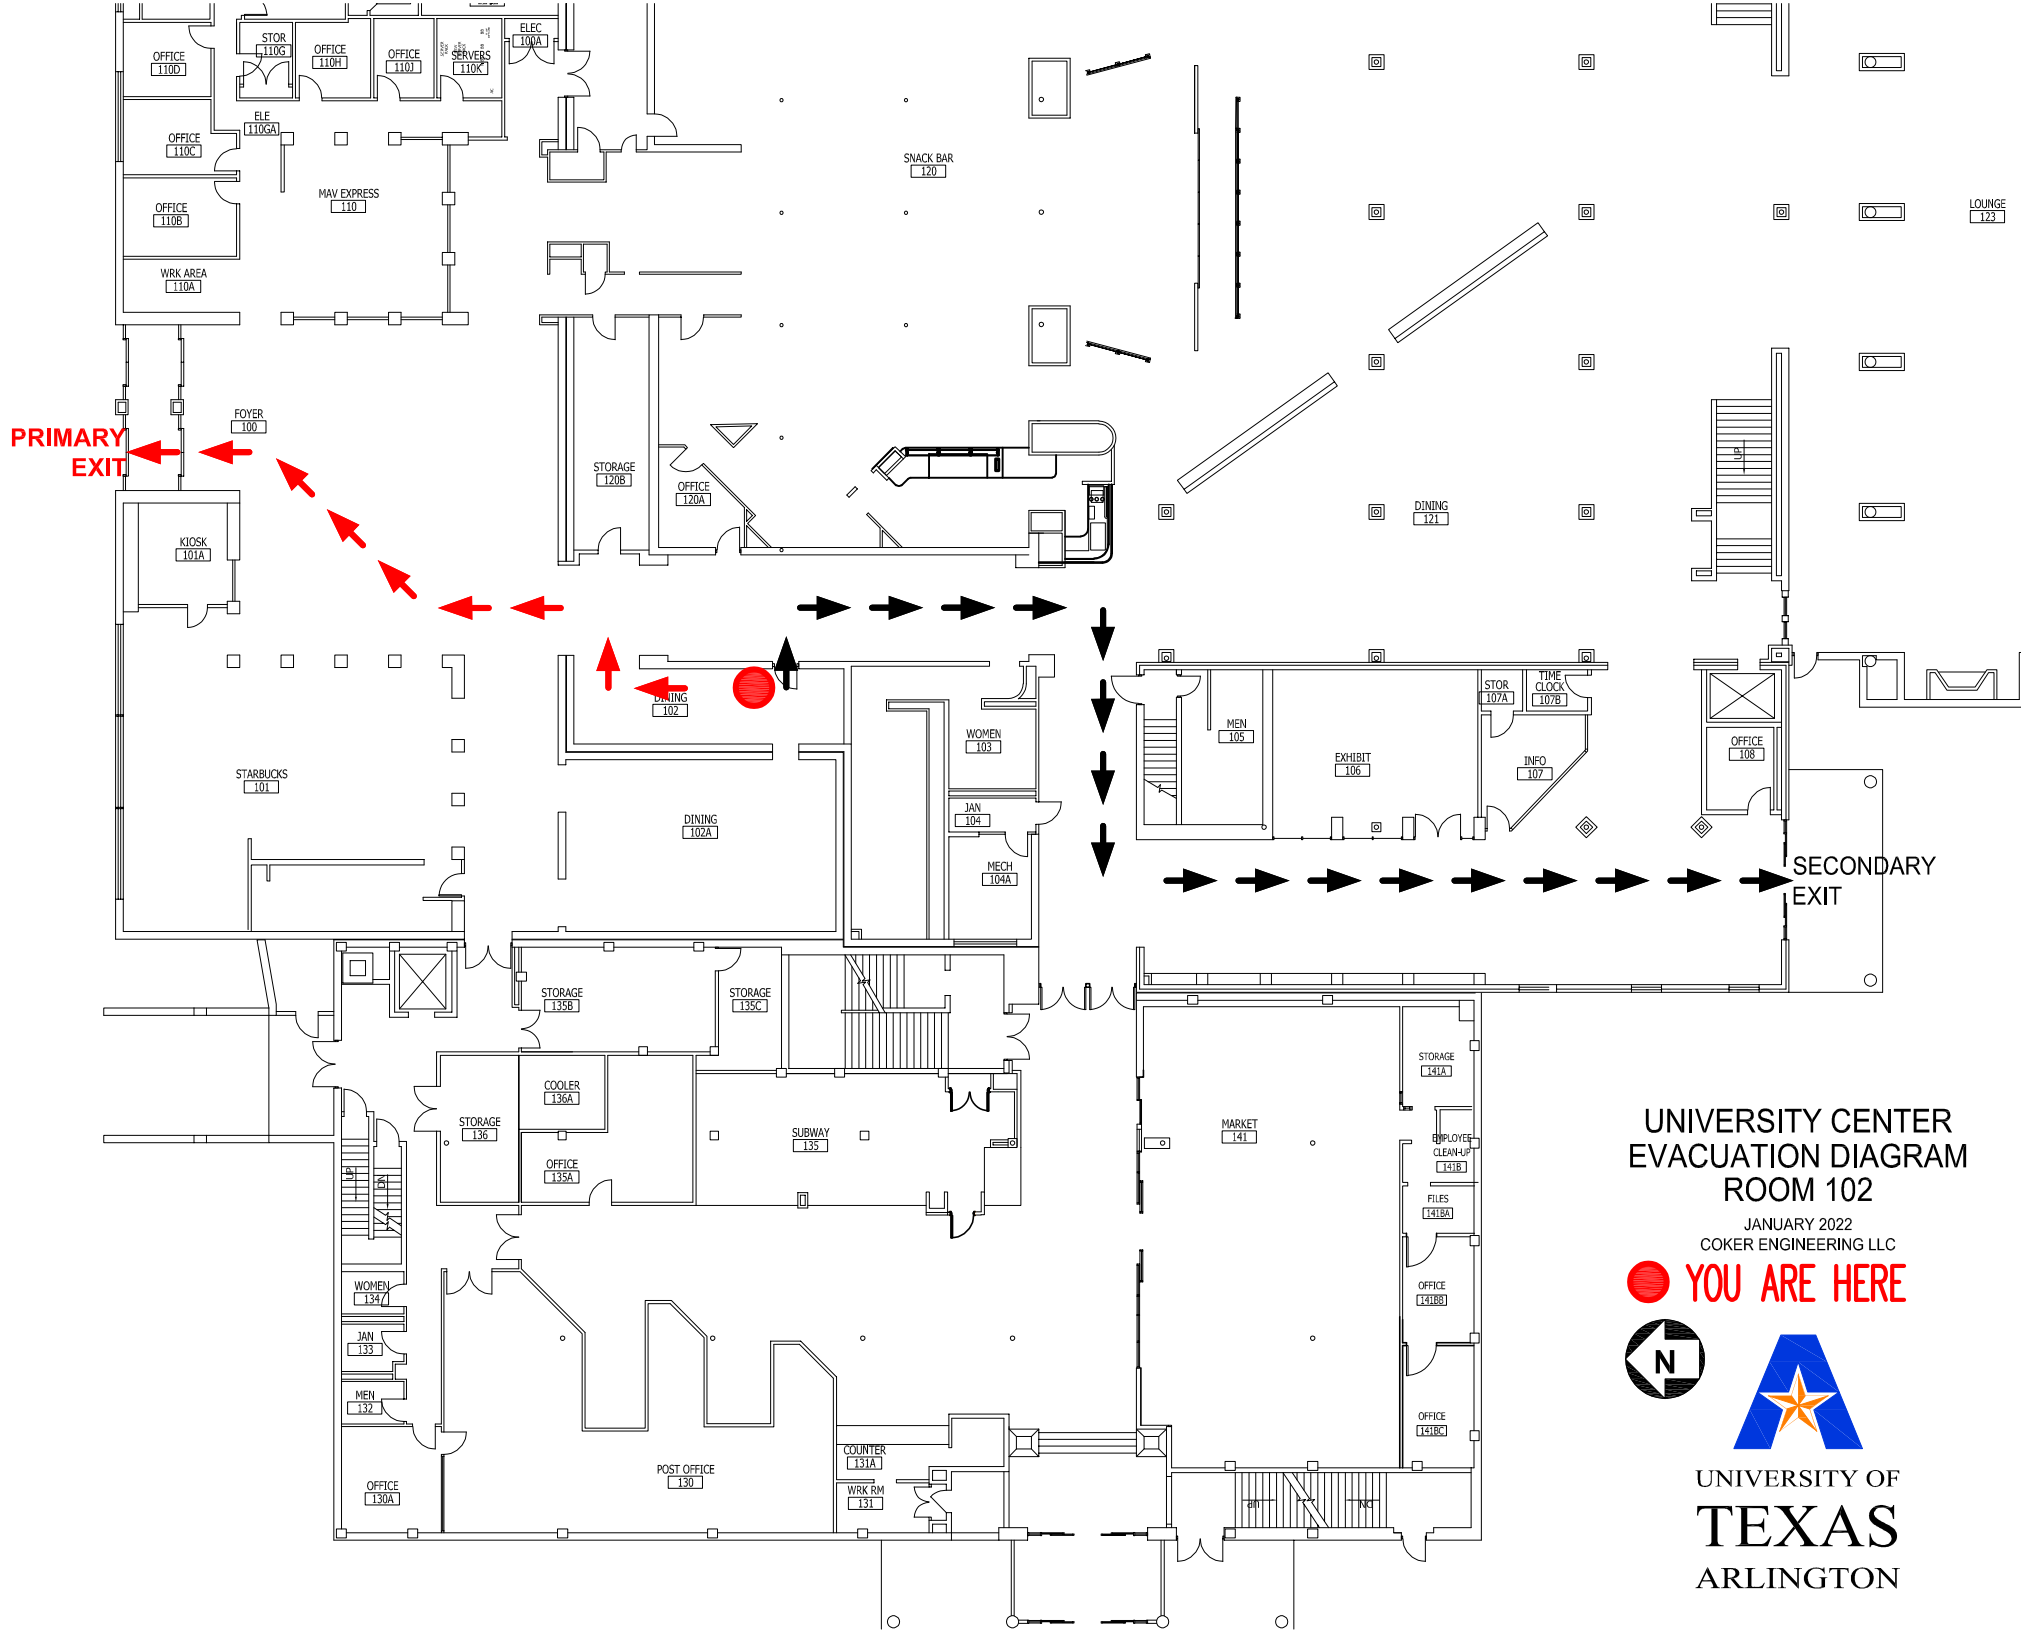 OFFICE
110D
STOR
110G
OFFICE
110H
OFFICE
110J
SERVERS
110K
ELEC
100A
ELE
110GA
OFFICE
110C
MAV EXPRESS
110
OFFICE
110B
WRK AREA
110A
SNACK BAR
120
LOUNGE
123
FOYER
100
PRIMARY
EXIT
STORAGE
120B
OFFICE
120A
DINING
121
UP
KIOSK
101A
DINING
102
WOMEN
103
MEN
105
STOR
107A
TIME
CLOCK
107B
EXHIBIT
106
INFO
107
OFFICE
108
STARBUCKS
101
DINING
102A
JAN
104
MECH
104A
SECONDARY
EXIT
STORAGE
135B
STORAGE
135C
COOLER
136A
STORAGE
136
OFFICE
135A
SUBWAY
135
MARKET
141
STORAGE
141A
EMPLOYEE
CLEAN-UP
141B
FILES
141BA
OFFICE
141BB
OFFICE
141BC
UP
DN
WOMEN
134
JAN
133
MEN
132
OFFICE
130A
POST OFFICE
130
COUNTER
131A
WRK RM
131
UP
DN
UNIVERSITY CENTER
EVACUATION DIAGRAM
ROOM 102
JANUARY 2022
COKER ENGINEERING LLC
YOU ARE HERE
N
UNIVERSITY OF
TEXAS
ARLINGTON